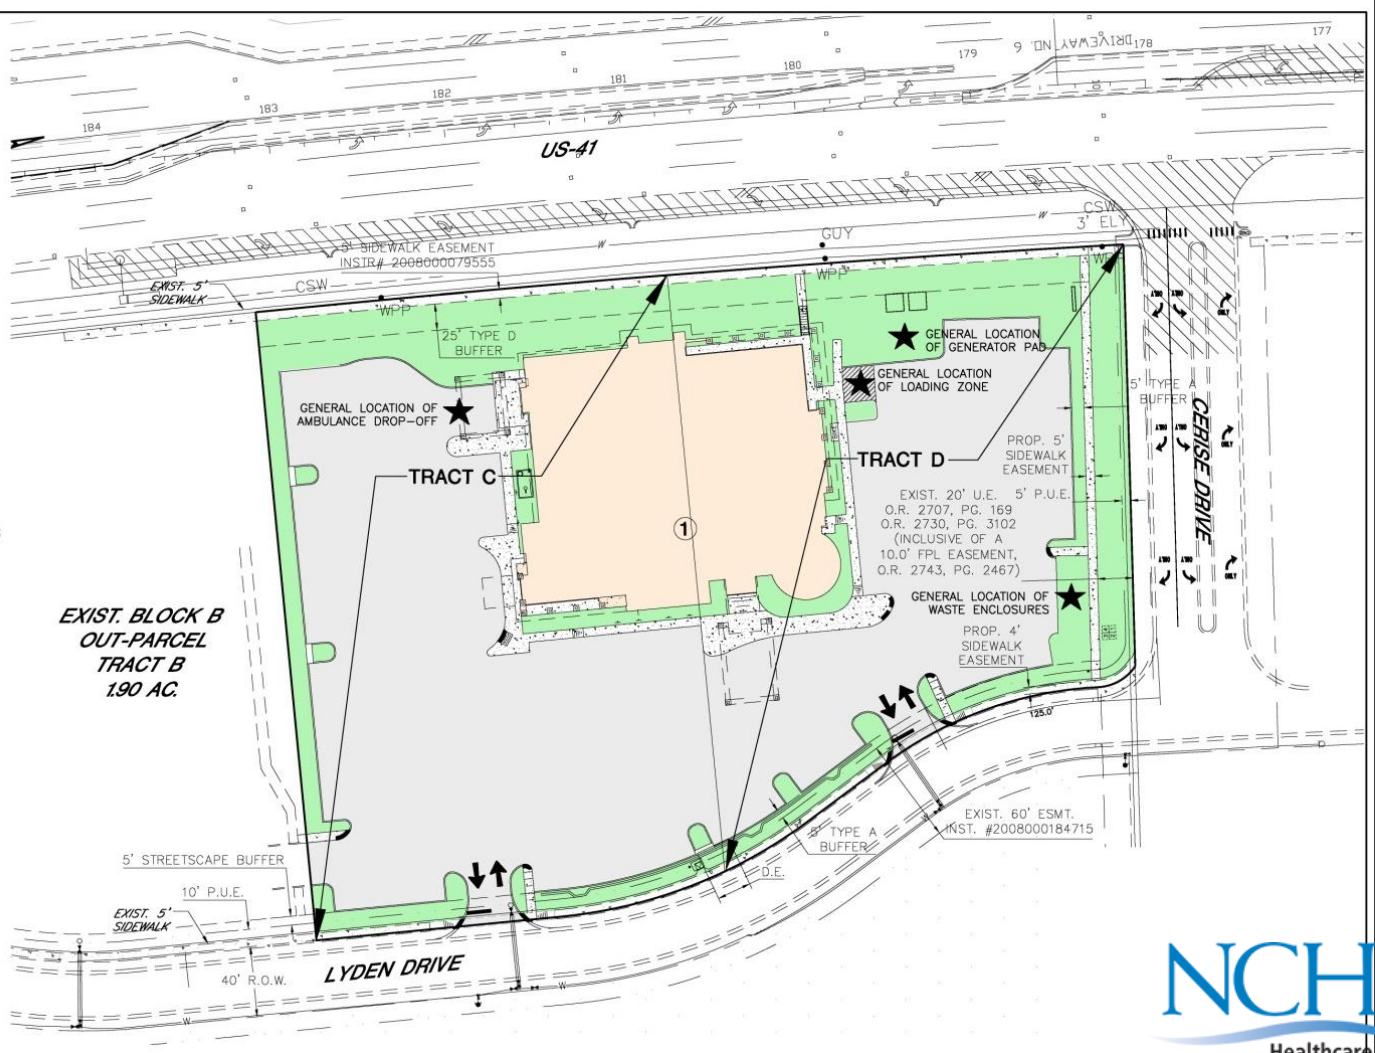 177
DRIVEWAY NO. 6
178
179
180
181
182
183
184
US-41
CSW
3' ELY
GUY
W
W
5' SIDEWALK EASEMENT
INSTR# 2008000079555
EXIST. 5'
SIDEWALK
CSW
WPP
WPP
25' TYPE D
BUFFER
GENERAL LOCATION
OF GENERATOR PAD
GENERAL LOCATION
OF LOADING ZONE
5' TYPE A
BUFFER
GENERAL LOCATION OF
AMBULANCE DROP-OFF
CERISE DRIVE
PROP. 5'
SIDEWALK
EASEMENT
TRACT C
TRACT D
EXIST. 20' U.E.
5' P.U.E.
O.R. 2707, PG. 169
O.R. 2730, PG. 3102
(INCLUSIVE OF A
10.0' FPL EASEMENT,
O.R. 2743, PG. 2467)
1
GENERAL LOCATION OF
WASTE ENCLOSURES
EXIST. BLOCK B
OUT-PARCEL
TRACT B
1.90 AC.
PROP. 4'
SIDEWALK
EASEMENT
125.0'
EXIST. 60' ESMT.
INST. #2008000184715
5' TYPE A
BUFFER
D.E.
5' STREETSCAPE BUFFER
10' P.U.E.
EXIST. 5'
SIDEWALK
40' R.O.W.
LYDEN DRIVE
W
W
W
NCH
Healthcare